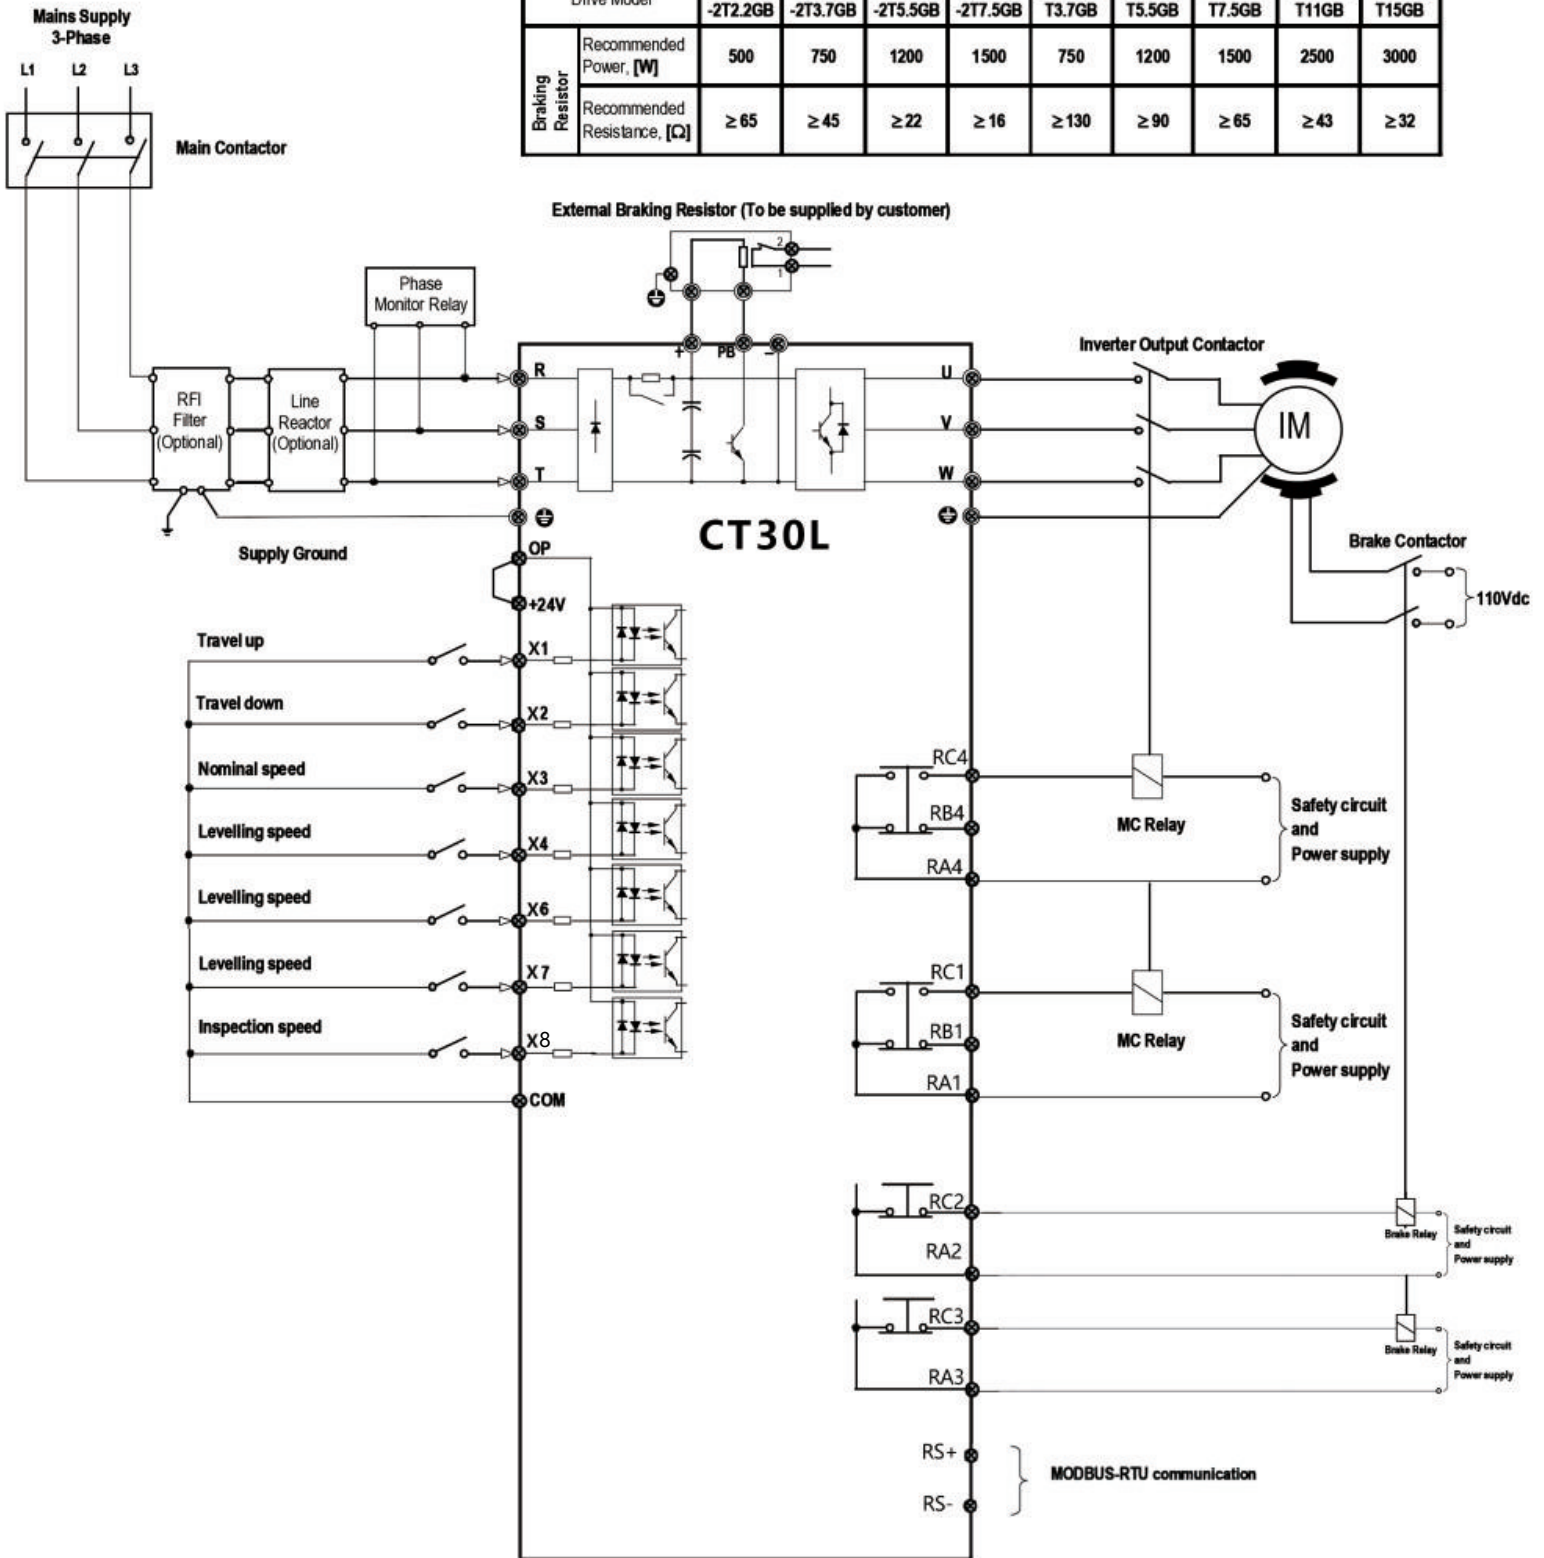 Drive Model
-2T2.2GB -2T3.7GB -2T5.5GB -2T7.5GB T3.7GB T5.5GB T7.5GB T11GB T15GB
Braking
Resistor
Recommended
Power, [W]
500 750 1200 1500 750 1200 1500 2500 3000
Recommended
Resistance, [Ω]
≥ 65 ≥ 45 ≥ 22 ≥ 16 ≥ 130 ≥ 90 ≥ 65 ≥ 43 ≥ 32
Mains Supply
3-Phase
L1 L2 L3
Main Contactor
External Braking Resistor (To be supplied by customer)
2
1
Phase
Monitor Relay
+ PB −
RFI
Filter
(Optional)
Line
Reactor
(Optional)
R
S
T
U
V
W
Inverter Output Contactor
IM
CT30L
Supply Ground
Brake Contactor
110Vdc
OP
+24V
Travel up
X1
Travel down
X2
Nominal speed
X3
Levelling speed
X4
Levelling speed
X6
Levelling speed
X7
Inspection speed
X8
COM
RC4
RB4
RA4
MC Relay
Safety circuit
and
Power supply
RC1
RB1
RA1
MC Relay
Safety circuit
and
Power supply
RC2
RA2
Brake Relay
Safety circuit
and
Power supply
RC3
RA3
Brake Relay
Safety circuit
and
Power supply
RS+
RS-
MODBUS-RTU communication